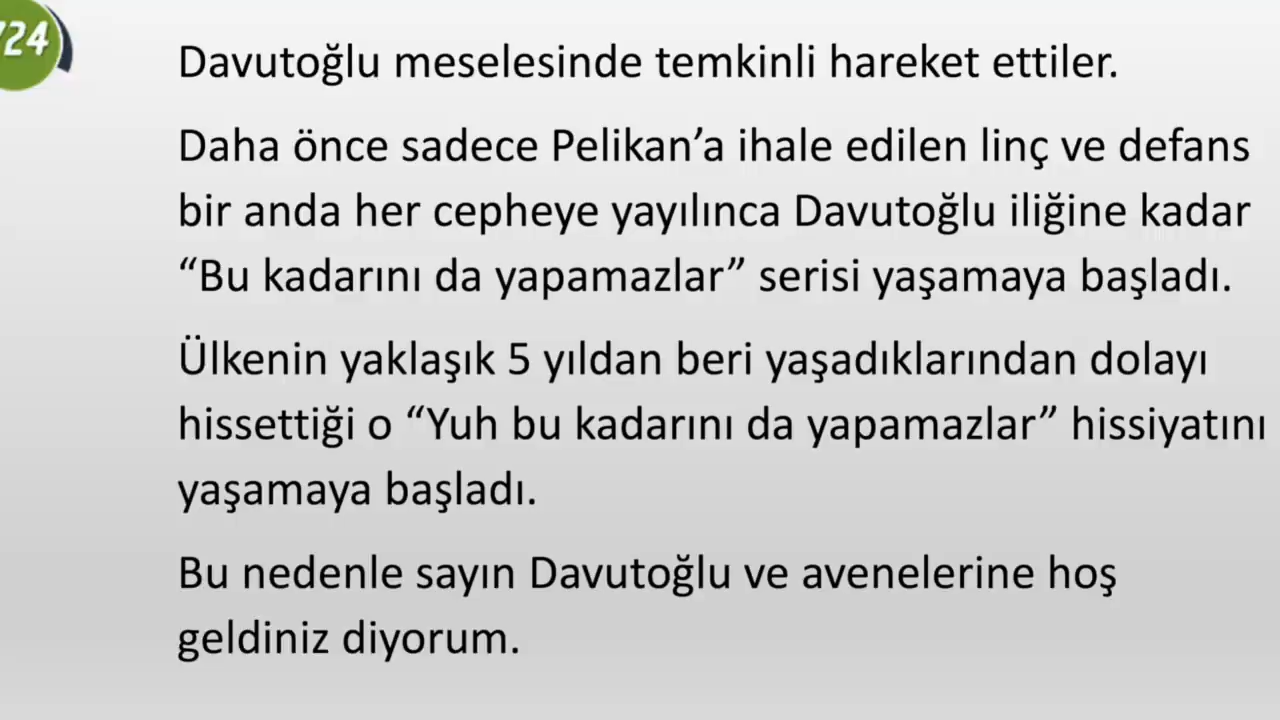 724
Davutoğlu meselesinde temkinli hareket ettiler.
Daha önce sadece Pelikan’a ihale edilen linç ve defans
bir anda her cepheye yayılınca Davutoğlu iliğine kadar
“Bu kadarını da yapamazlar” serisi yaşamaya başladı.
Ülkenin yaklaşık 5 yıldan beri yaşadıklarından dolayı
hissettiği o “Yuh bu kadarını da yapamazlar” hissiyatını
yaşamaya başladı.
Bu nedenle sayın Davutoğlu ve avenelerine hoş
geldiniz diyorum.